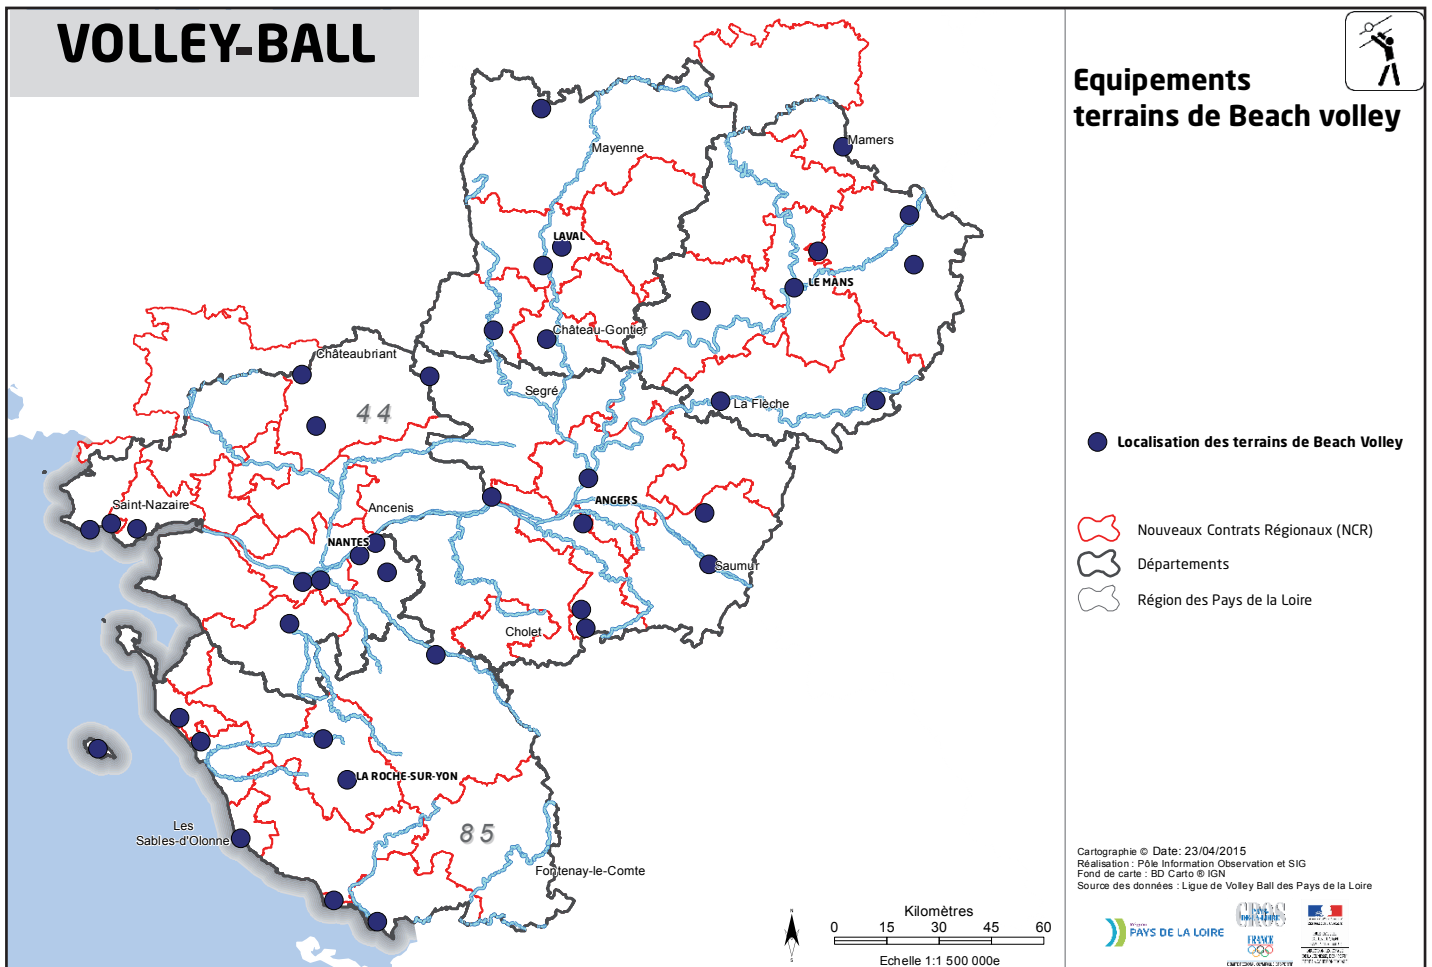 VOLLEY-BALL
Equipements
terrains de Beach volley
Mayenne
Mamers
LAVAL
LE MANS
Château-Gontier
Châteaubriant
44
Segré
La Flèche
Localisation des terrains de Beach Volley
Saint-Nazaire
Ancenis
ANGERS
NANTES
Nouveaux Contrats Régionaux (NCR)
Départements
Saumur
Région des Pays de la Loire
Cholet
LA ROCHE-SUR-YON
Les
Sables-d'Olonne
85
Fontenay-le-Comte
Cartographie © Date: 23/04/2015
Réalisation : Pôle Information Observation et SIG
Fond de carte : BD Carto ® IGN
Source des données : Ligue de Volley Ball des Pays de la Loire
N
S
Kilomètres
0 15 30 45 60
Echelle 1:1 500 000e
Région
PAYS DE LA LOIRE
CROS
PAYS
DE LA LOIRE
FRANCE